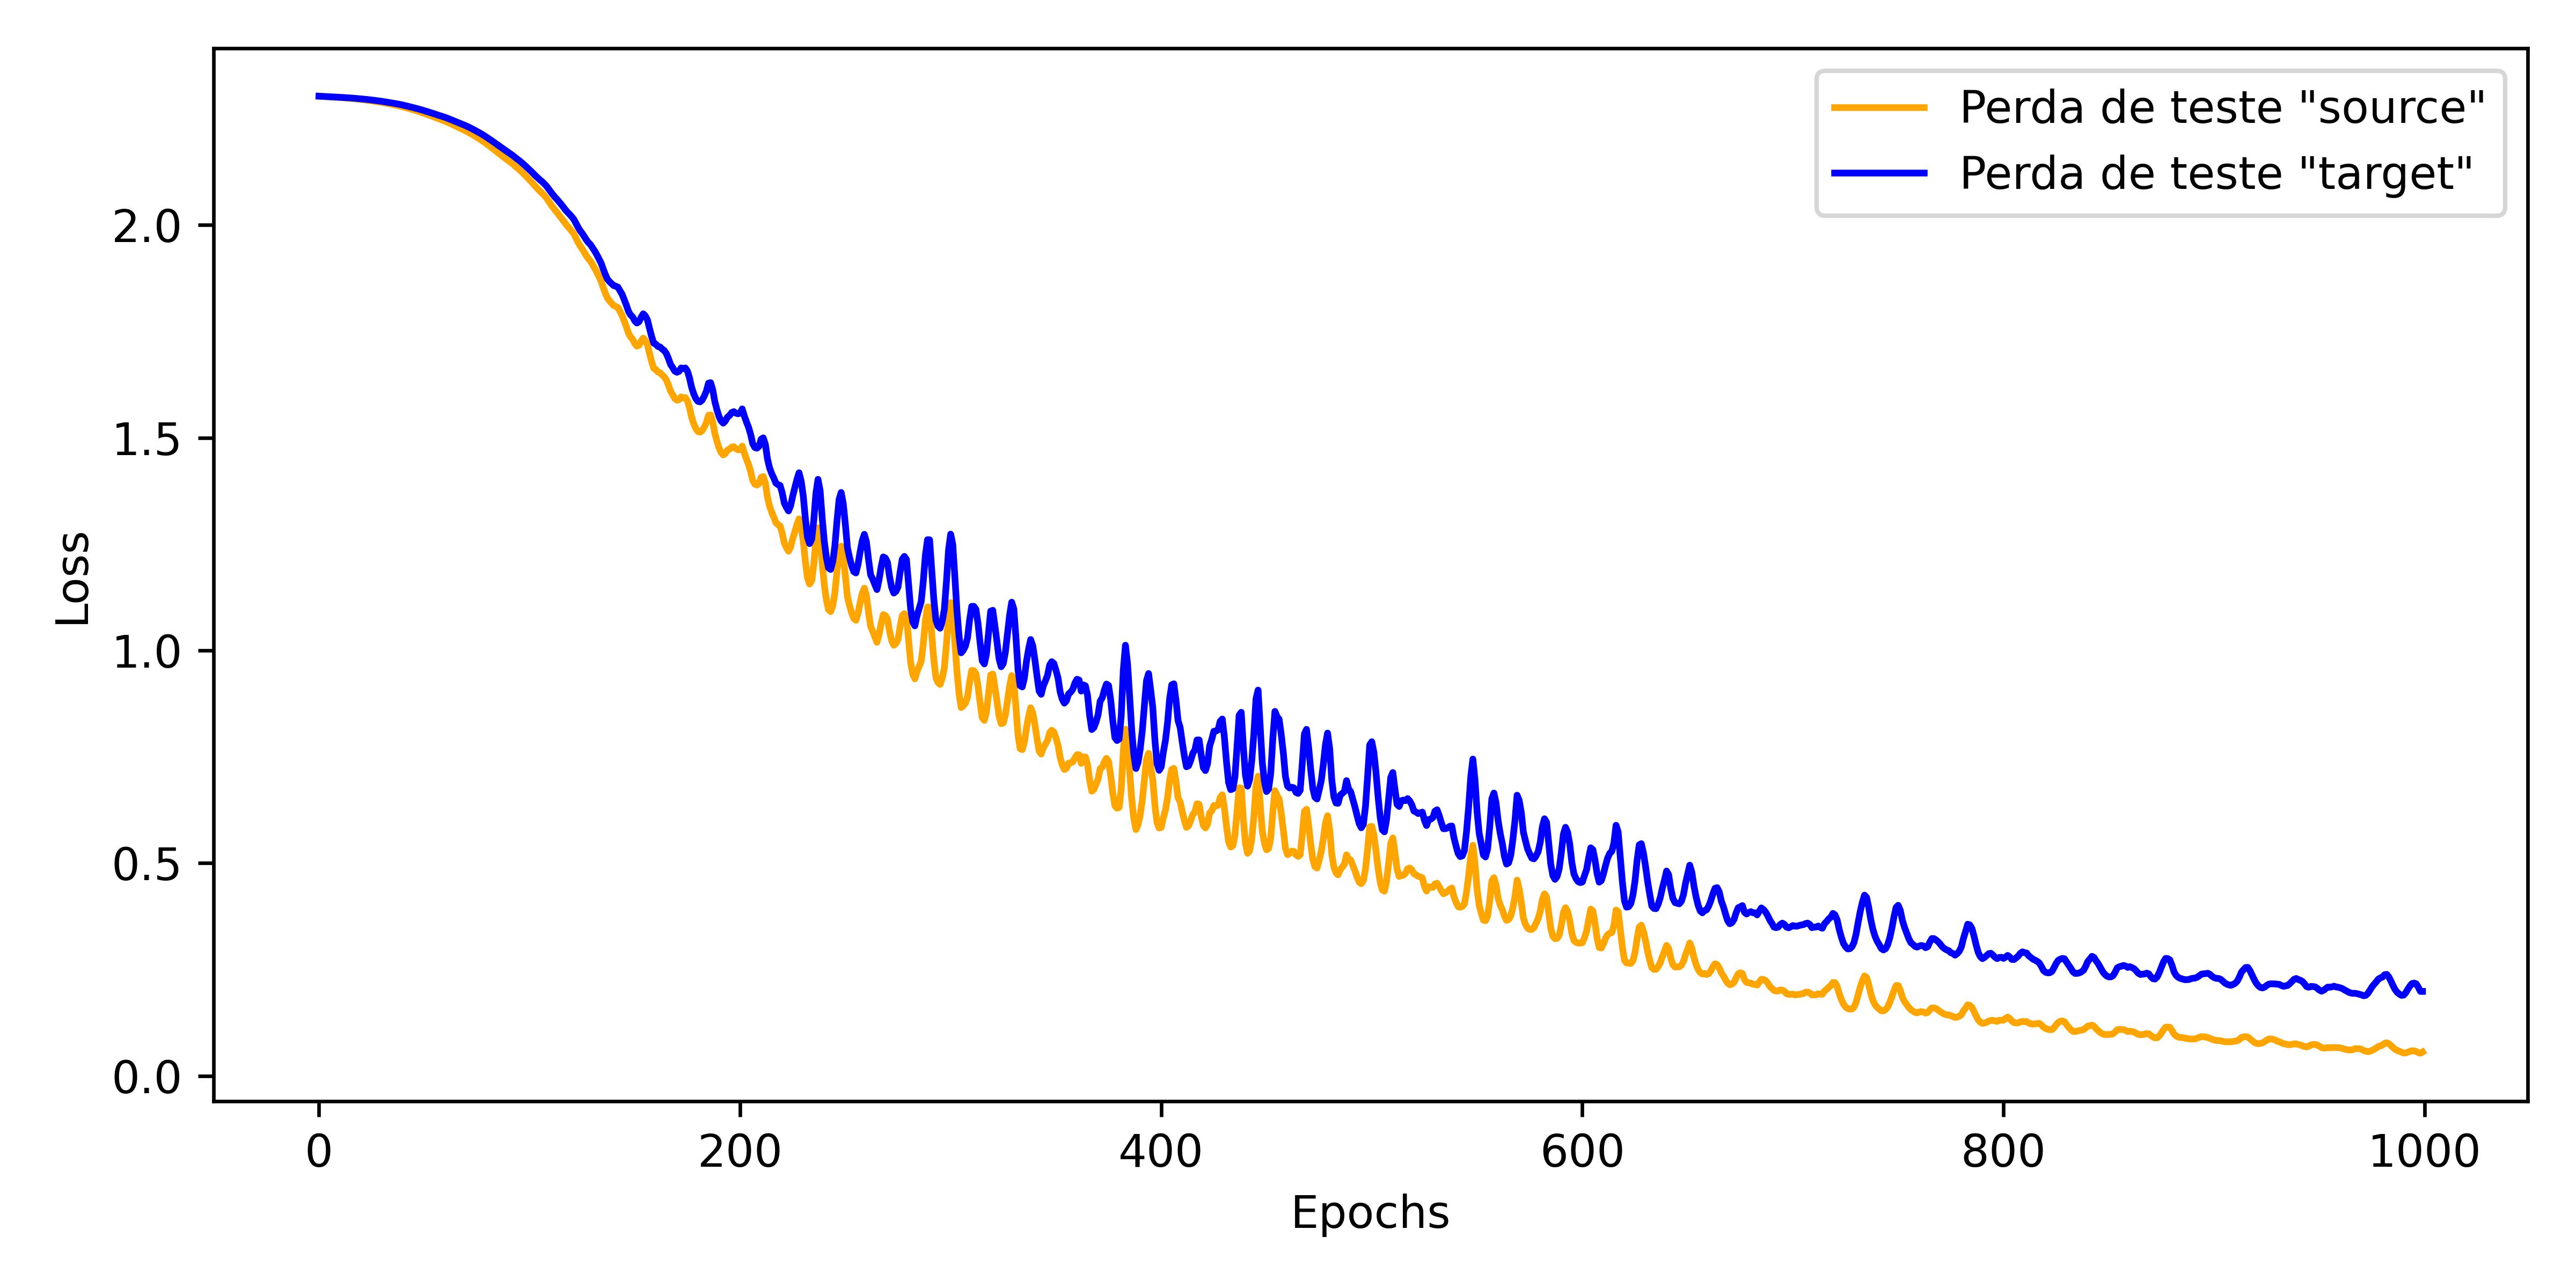 Perda de teste "source"
Perda de teste "target"
2.0
1.5
1.0
0.5
0.0
Loss
0 200 400 600 800 1000
Epochs